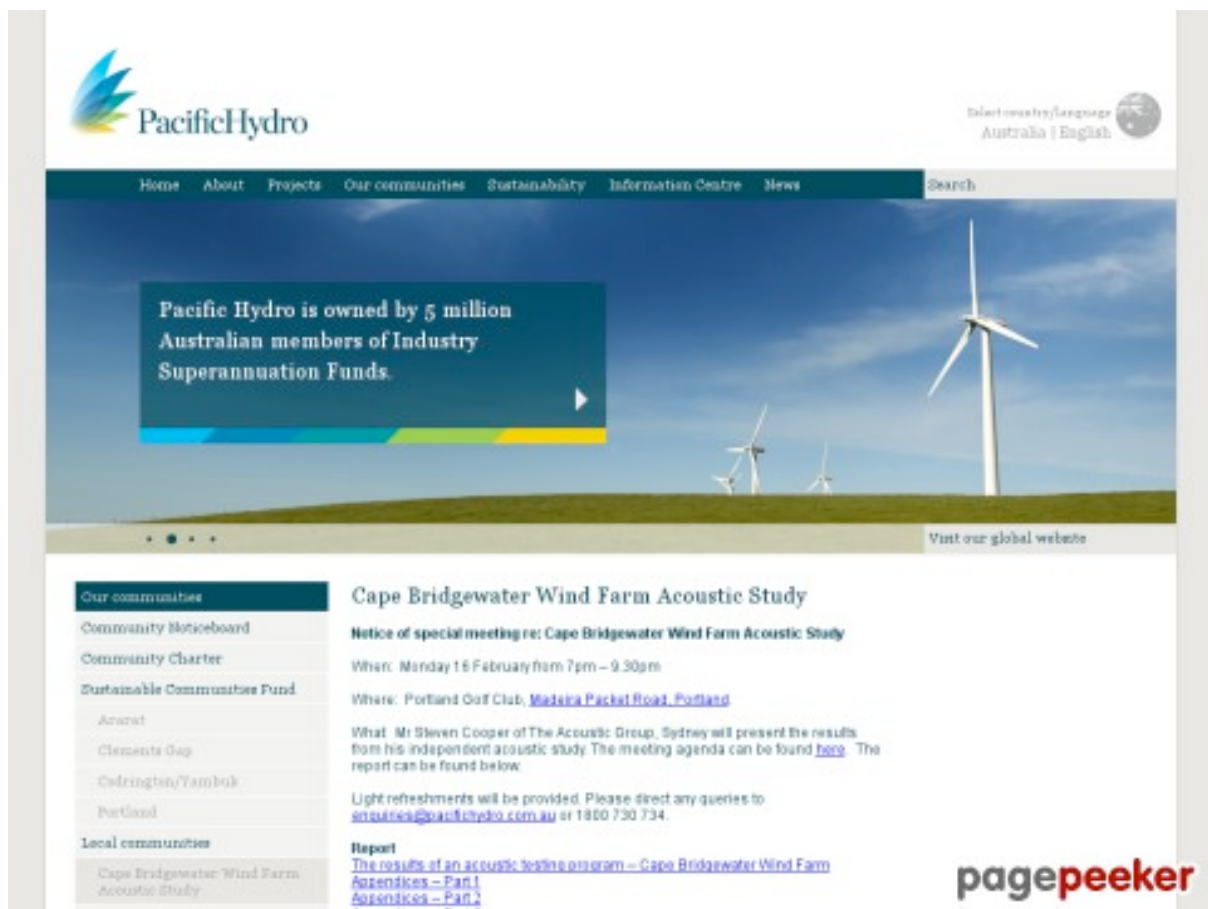 PacificHydro
Select country/language
Australia | English
Home About Projects Our communities Sustainability Information Centre News
Search
Pacific Hydro is owned by 5 million
Australian members of Industry
Superannuation Funds.
Visit our global website
Our communities
Community Noticeboard
Community Charter
Sustainable Communities Fund
Ararat
Clements Gap
Codrington/Yambuk
Portland
Local communities
Cape Bridgewater Wind Farm
Acoustic Study
Cape Bridgewater Wind Farm Acoustic Study
Notice of special meeting re: Cape Bridgewater Wind Farm Acoustic Study
When: Monday 16 February from 7pm – 9.30pm
Where: Portland Golf Club, Madeira Packet Road, Portland
What: Mr Steven Cooper of The Acoustic Group, Sydney will present the results
from his independent acoustic study. The meeting agenda can be found here. The
report can be found below.
Light refreshments will be provided. Please direct any queries to
enquiries@pacifichydro.com.au or 1800 730 734.
Report
The results of an acoustic testing program – Cape Bridgewater Wind Farm
Appendices – Part 1
Appendices – Part 2
pagepeeker